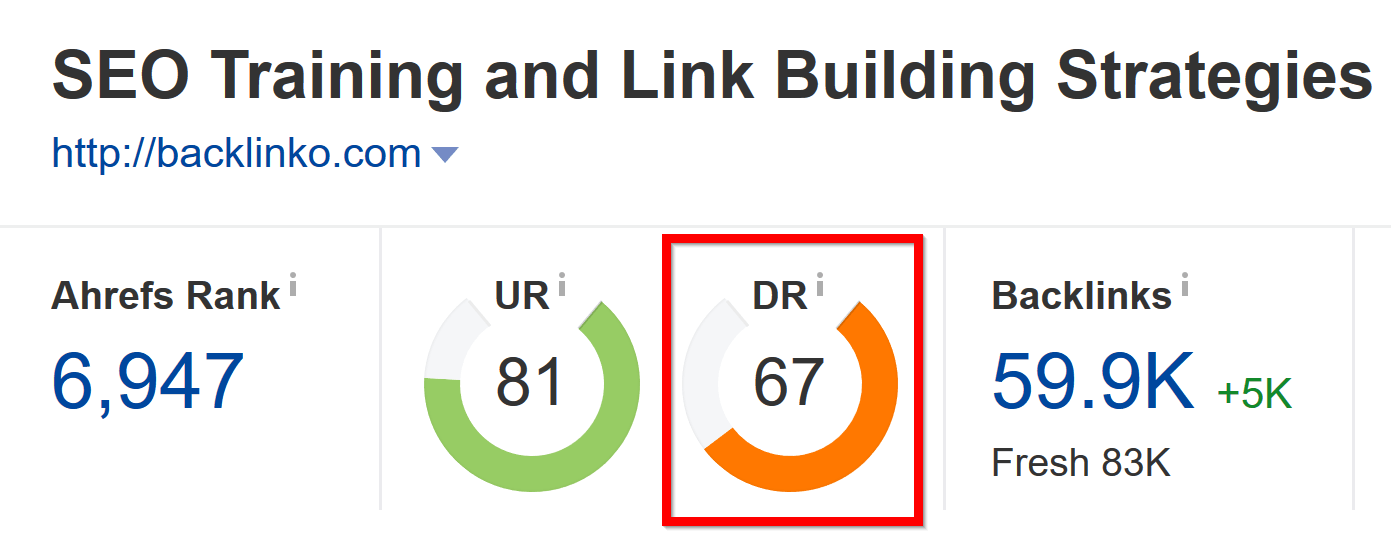 SEO Training and Link Building Strategies
http://backlinko.com
Ahrefs Rank i
6,947
UR i
81
DR i
67
Backlinks i
59.9K +5K
Fresh 83K